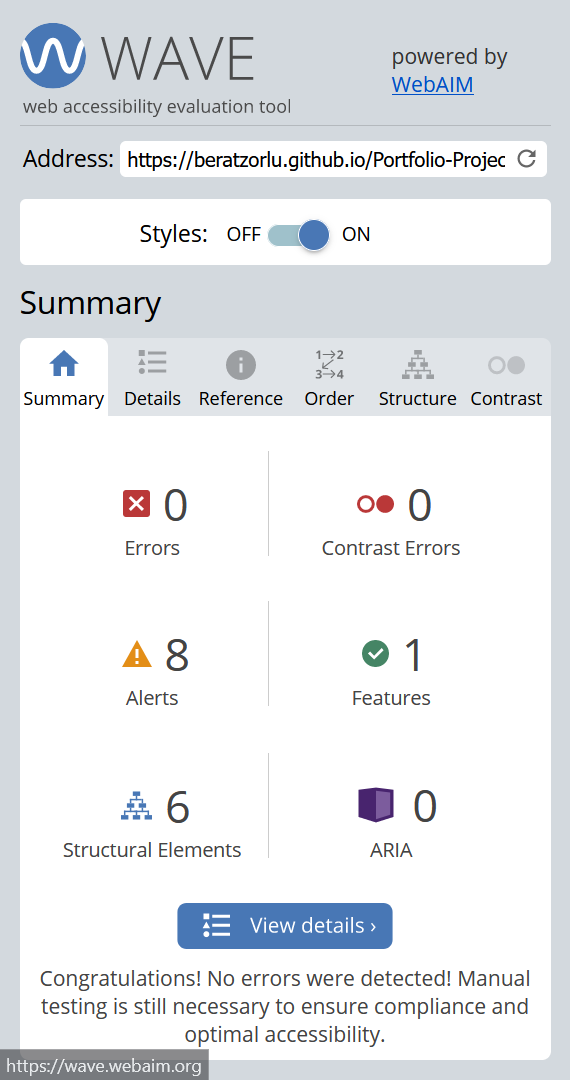 WAVE
web accessibility evaluation tool
powered by
WebAIM
Address: https://beratzorlu.github.io/Portfolio-Projec
Styles: OFF ON
Summary
Summary Details Reference Order Structure Contrast
1→2
3→4
0
Errors
0
Contrast Errors
8
Alerts
1
Features
6
Structural Elements
0
ARIA
View details ›
Congratulations! No errors were detected! Manual
testing is still necessary to ensure compliance and
optimal accessibility.
https://wave.webaim.org